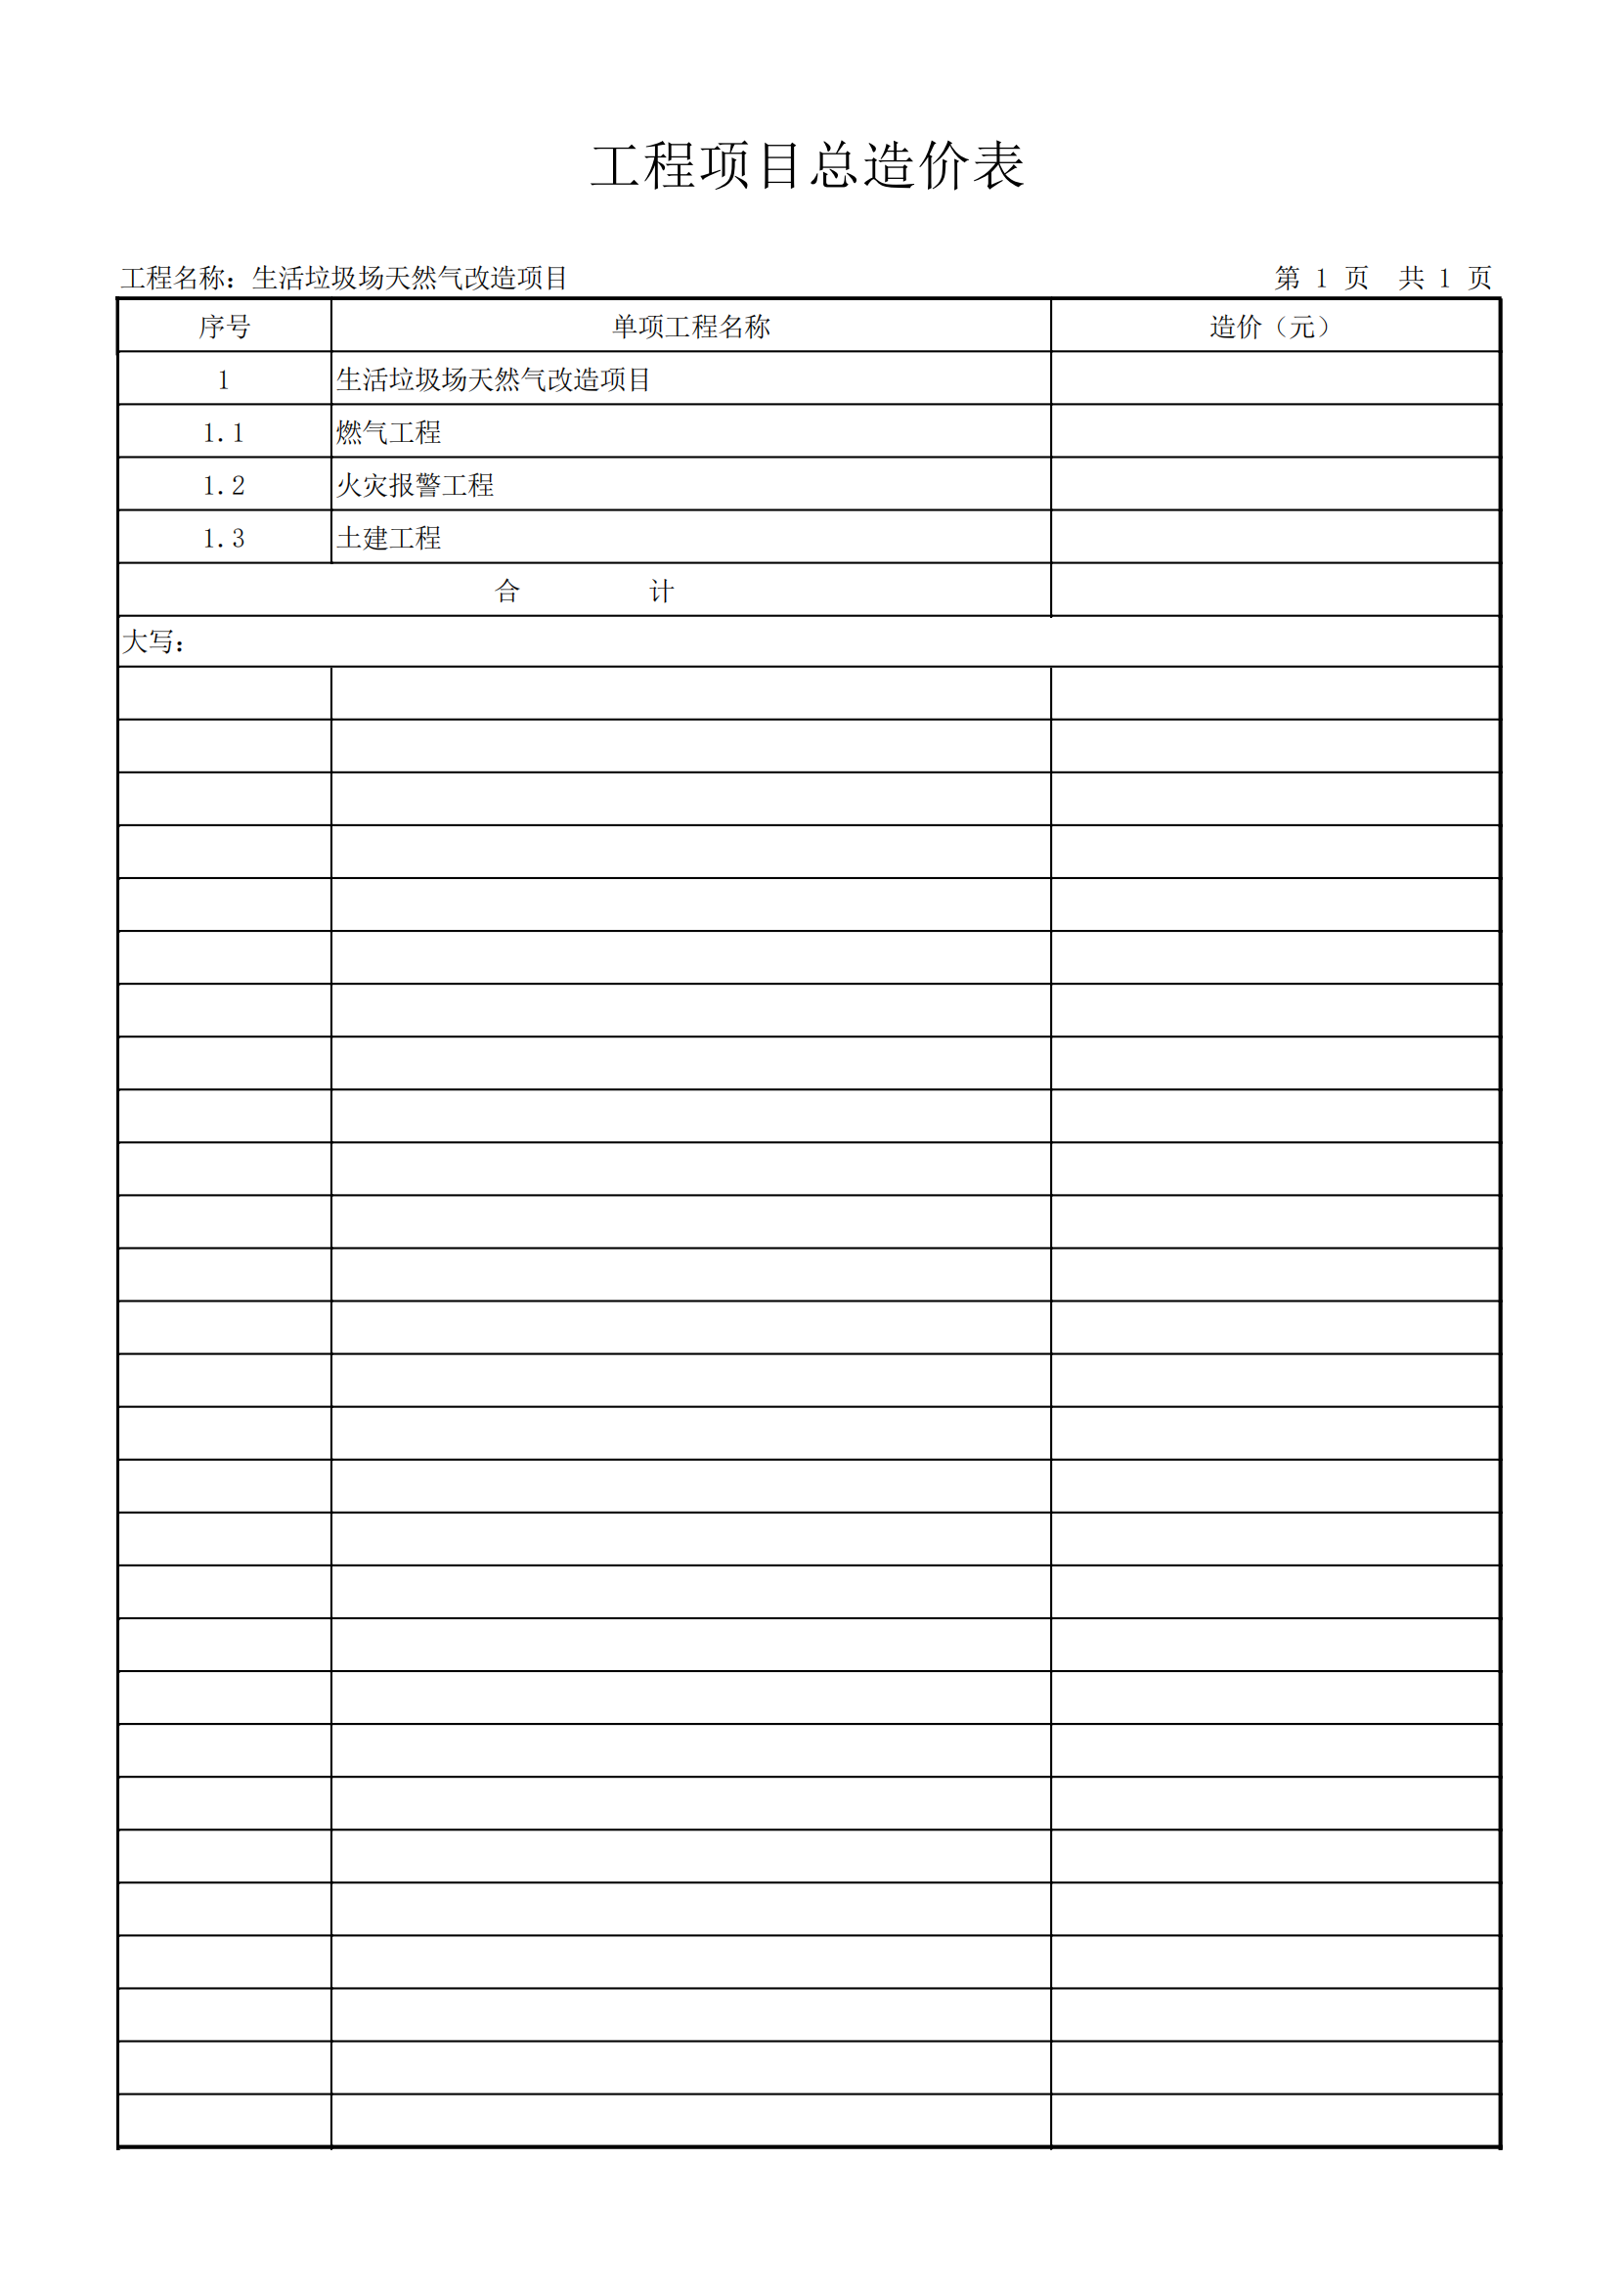 工程项目总造价表
工程名称：生活垃圾场天然气改造项目 第 1 页 共 1 页
序号 单项工程名称 造价（元）
1 生活垃圾场天然气改造项目
1.1 燃气工程
1.2 火灾报警工程
1.3 土建工程
合 计
大写：